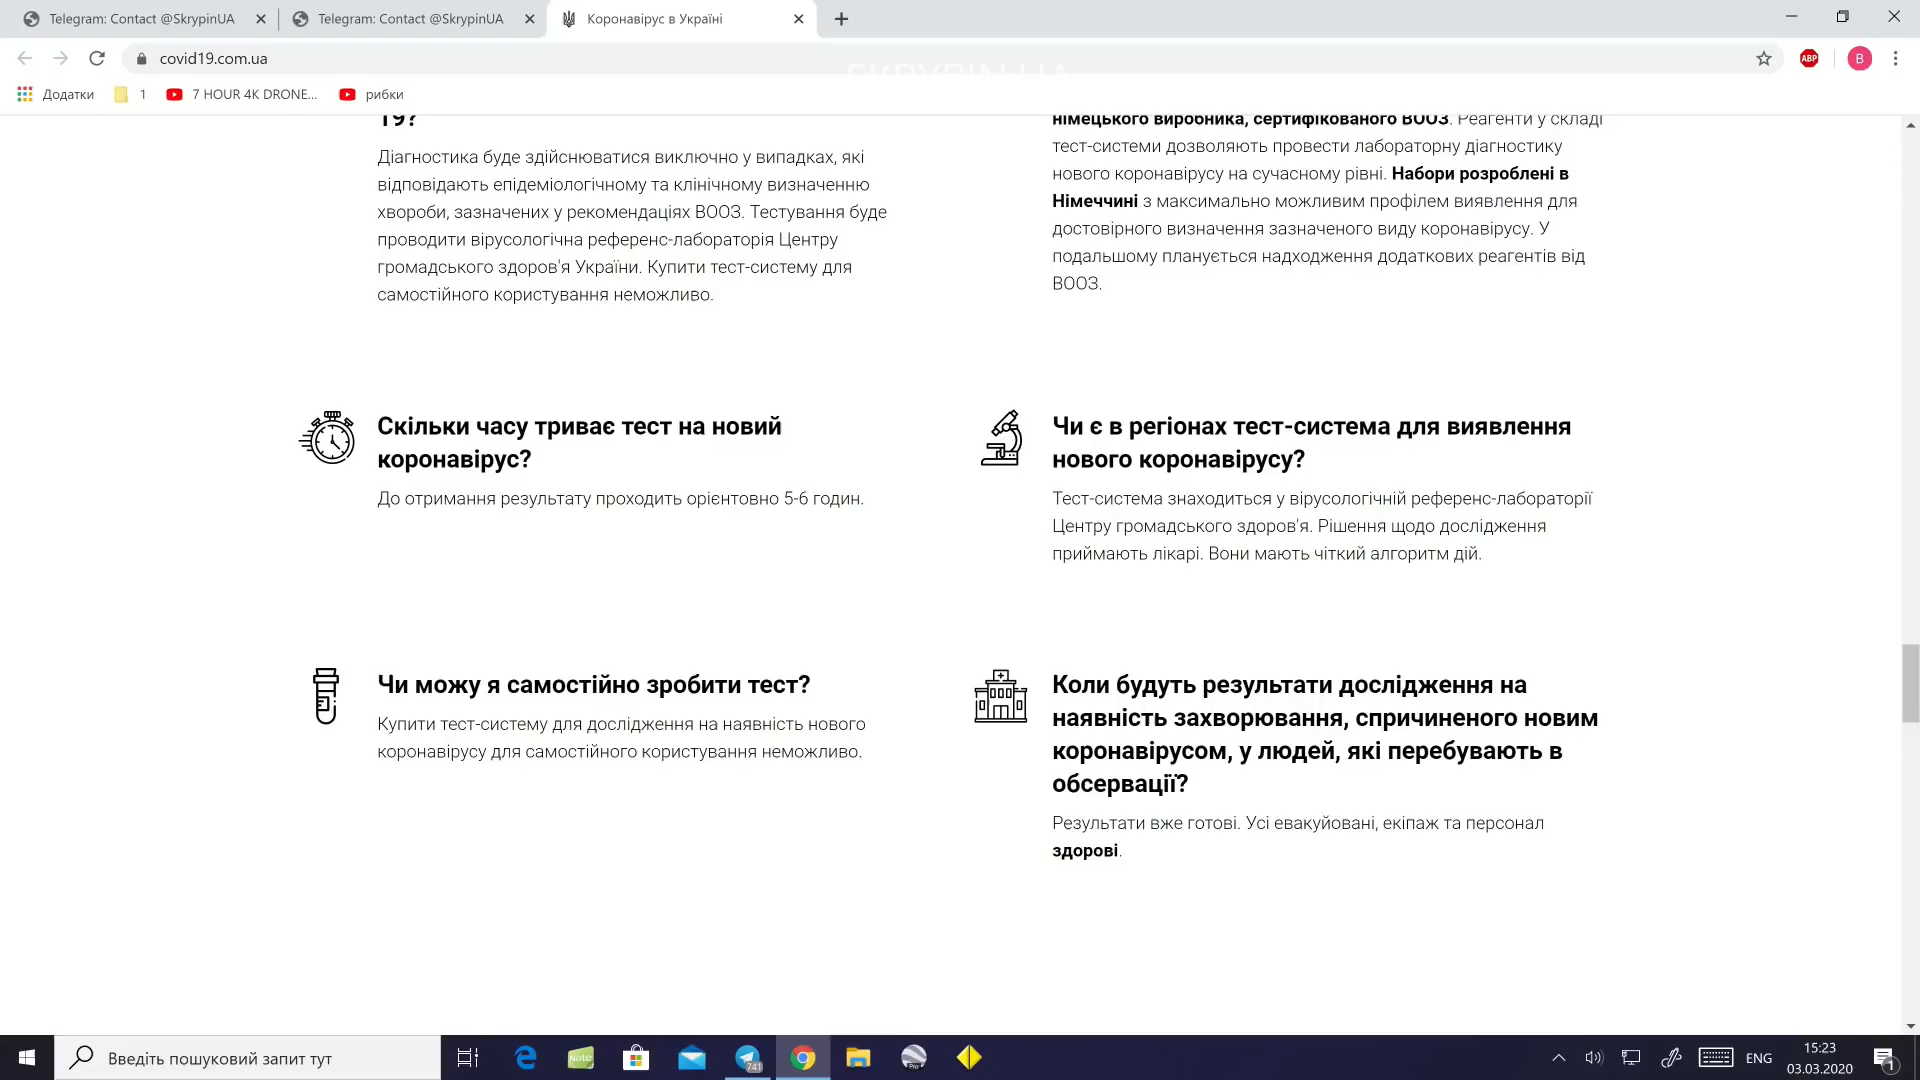 Telegram: Contact @SkrypinUA
Telegram: Contact @SkrypinUA
Коронавірус в Україні
covid19.com.ua
ABP
B
Додатки
1
7 HOUR 4K DRONE...
рибки
19?
Діагностика буде здійснюватися виключно у випадках, які
відповідають епідеміологічному та клінічному визначенню
хвороби, зазначених у рекомендаціях ВООЗ. Тестування буде
проводити вірусологічна референс-лабораторія Центру
громадського здоров'я України. Купити тест-систему для
самостійного користування неможливо.
німецького виробника, сертифікованого ВООЗ. Реагенти у складі
тест-системи дозволяють провести лабораторну діагностику
нового коронавірусу на сучасному рівні. Набори розроблені в
Німеччині з максимально можливим профілем виявлення для
достовірного визначення зазначеного виду коронавірусу. У
подальшому планується надходження додаткових реагентів від
ВООЗ.
Скільки часу триває тест на новий
коронавірус?
До отримання результату проходить орієнтовно 5-6 годин.
Чи є в регіонах тест-система для виявлення
нового коронавірусу?
Тест-система знаходиться у вірусологічній референс-лабораторії
Центру громадського здоров'я. Рішення щодо дослідження
приймають лікарі. Вони мають чіткий алгоритм дій.
Чи можу я самостійно зробити тест?
Купити тест-систему для дослідження на наявність нового
коронавірусу для самостійного користування неможливо.
Коли будуть результати дослідження на
наявність захворювання, спричиненого новим
коронавірусом, у людей, які перебувають в
обсервації?
Результати вже готові. Усі евакуйовані, екіпаж та персонал
здорові.
Введіть пошуковий запит тут
Note
741
Pro
ENG
15:23
03.03.2020
1